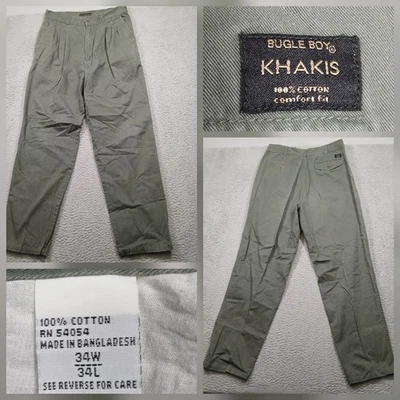 BUGLE BOY®
KHAKIS
100% COTTON
comfort fit
100% COTTON
RN 54054
MADE IN BANGLADESH
34W
34L
SEE REVERSE FOR CARE